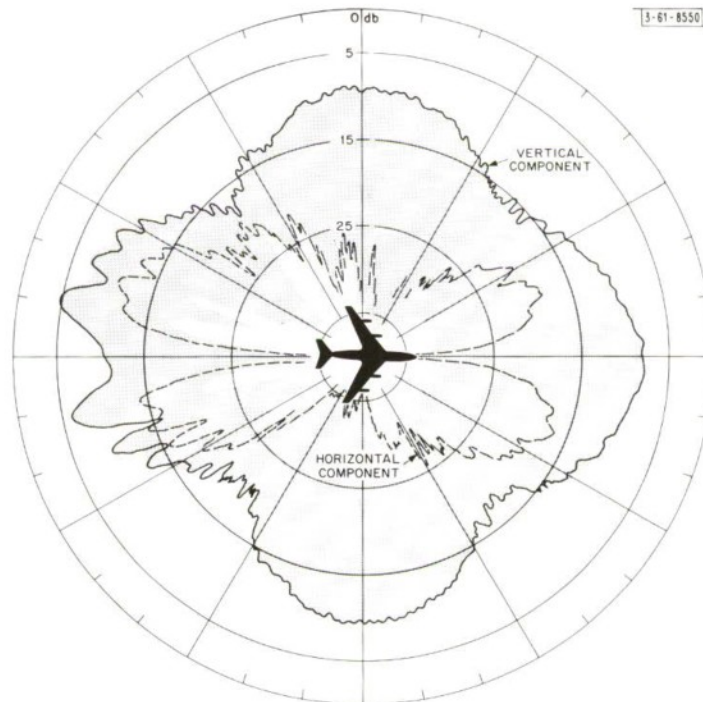 0 db
3-61-8550
5
15
VERTICAL
COMPONENT
25
HORIZONTAL
COMPONENT